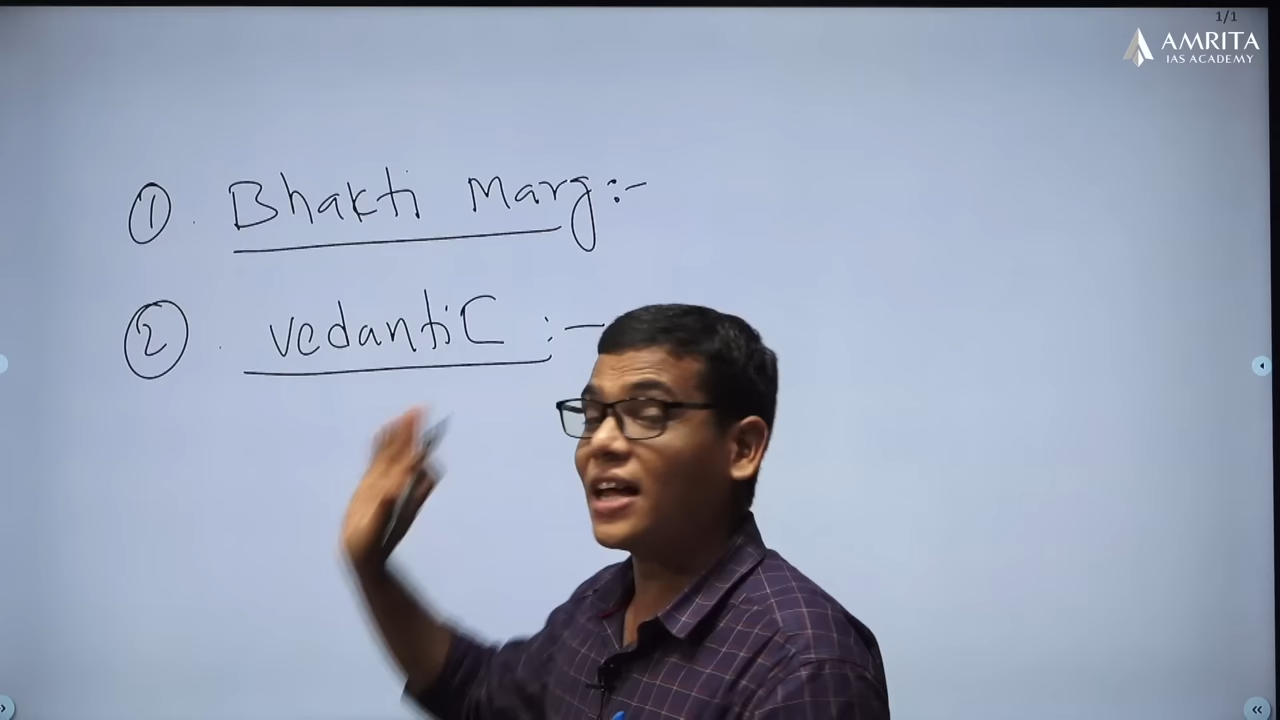 1/1
AMRITA
IAS ACADEMY
① . Bhakti Marg:-
② . vedantic :-